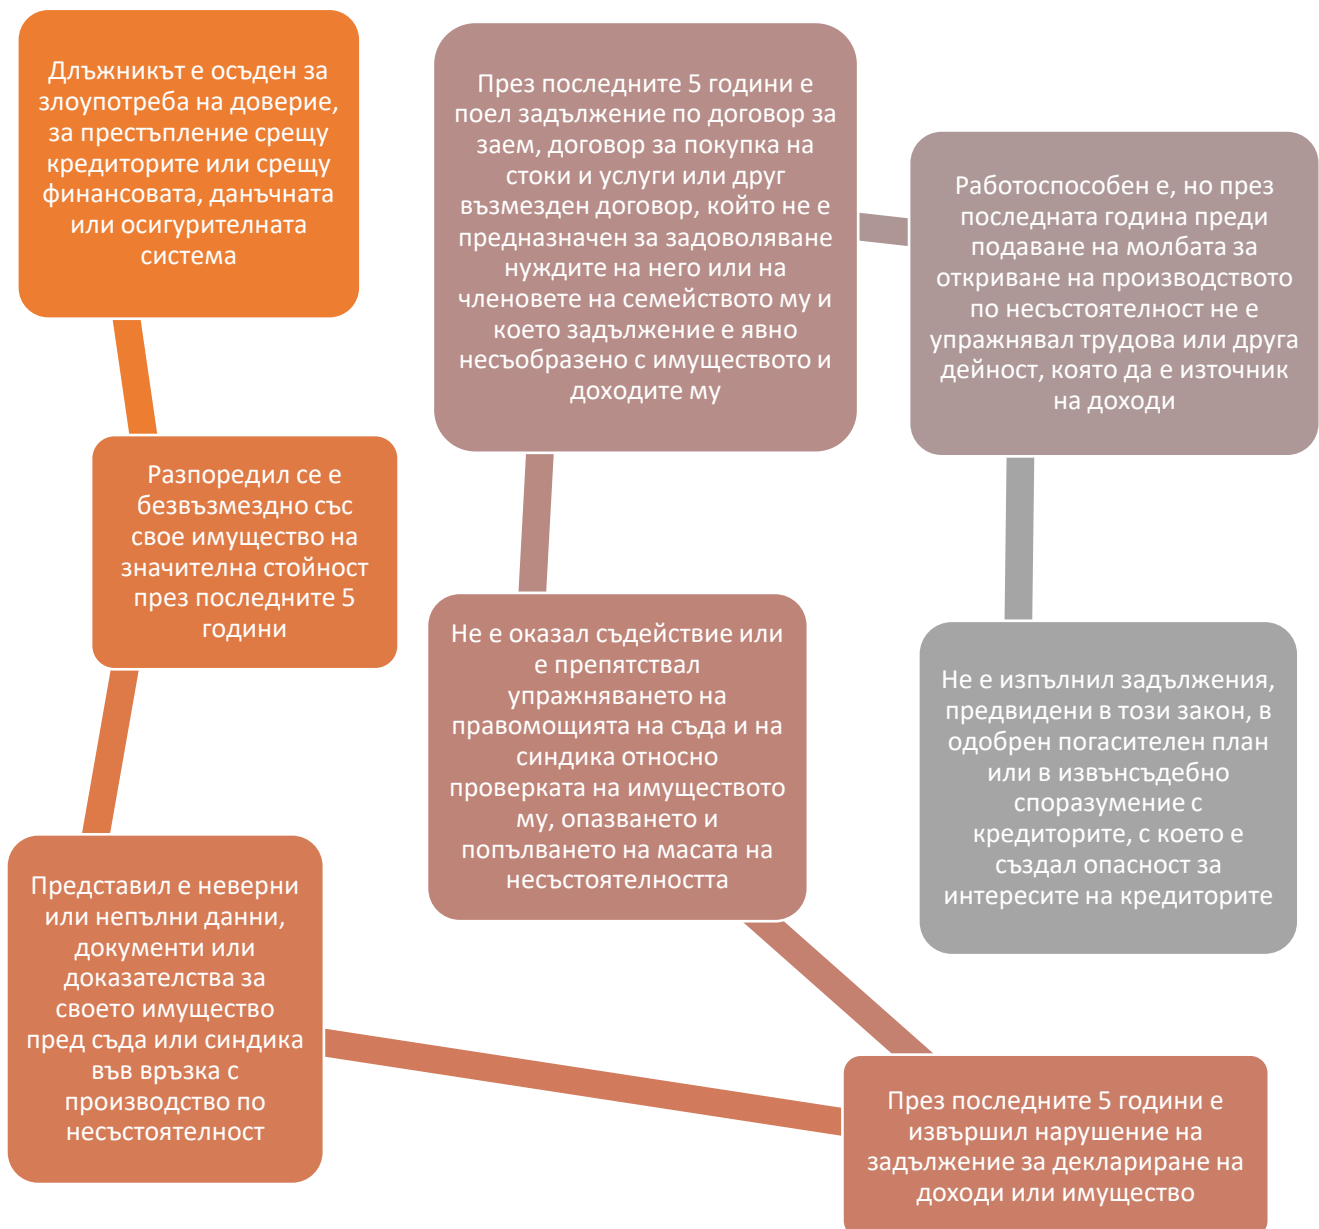 Длъжникът е осъден за
злоупотреба на доверие,
за престъпление срещу
кредиторите или срещу
финансовата, данъчната
или осигурителната
система
Разпоредил се е
безвъзмездно със
свое имущество на
значителна стойност
през последните 5
години
Представил е неверни
или непълни данни,
документи или
доказателства за
своето имущество
пред съда или синдика
във връзка с
производство по
несъстоятелност
През последните 5 години е
извършил нарушение на
задължение за деклариране на
доходи или имущество
Не е оказал съдействие или
е препятствал
упражняването на
правомощията на съда и на
синдика относно
проверката на имуществото
му, опазването и
попълването на масата на
несъстоятелността
През последните 5 години е
поел задължение по договор за
заем, договор за покупка на
стоки и услуги или друг
възмезден договор, който не е
предназначен за задоволяване
нуждите на него или на
членовете на семейството му и
което задължение е явно
несъобразено с имуществото и
доходите му
Работоспособен е, но през
последната година преди
подаване на молбата за
откриване на производството
по несъстоятелност не е
упражнявал трудова или друга
дейност, която да е източник
на доходи
Не е изпълнил задължения,
предвидени в този закон, в
одобрен погасителен план
или в извънсъдебно
споразумение с
кредиторите, с което е
създал опасност за
интересите на кредиторите